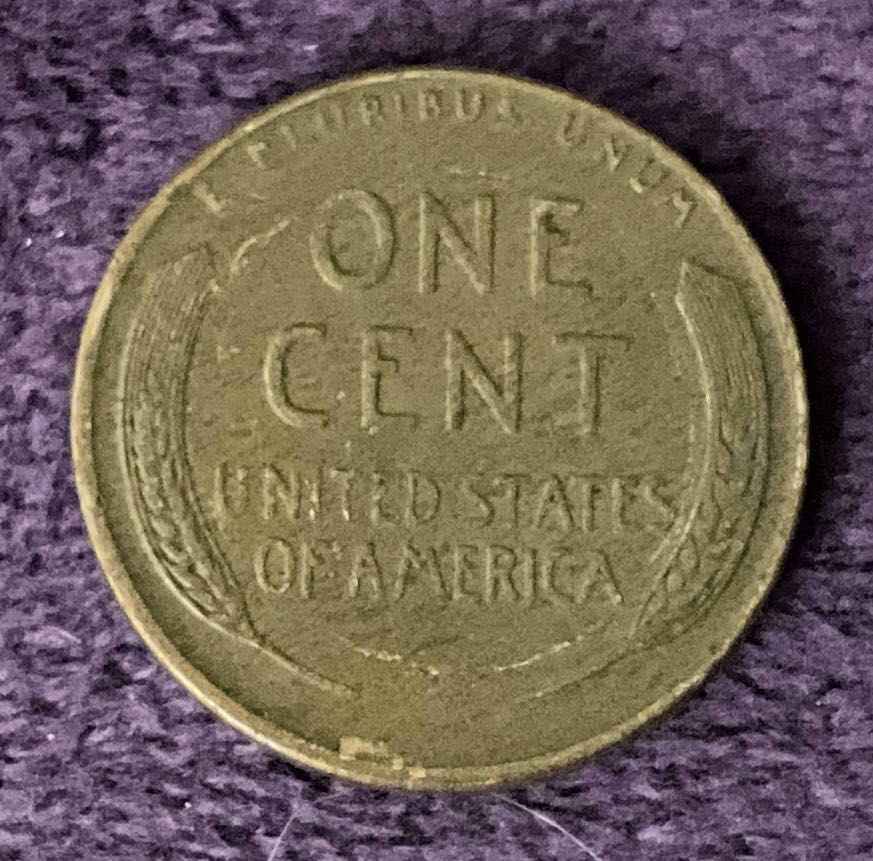 E PLURIBUS UNUM
ONE
CENT
UNITED STATES
OF AMERICA